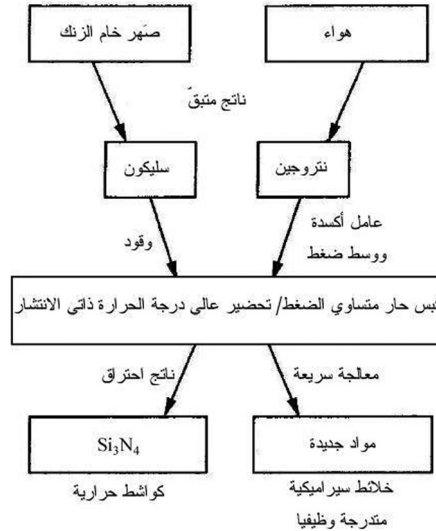 صَهر خام الزنك
هواء
ناتج متبقٍّ
سليكون
نتروجين
وقود
عامل أكسدة
ووسط ضغط
حار متساوي الضغط/ تحضير عالي درجة الحرارة ذاتي الانتشار
ناتج احتراق
معالجة سريعة
Si₃N₄
مواد جديدة
كواشط حرارية
خلائط سيراميكية
متدرجة وظيفيا